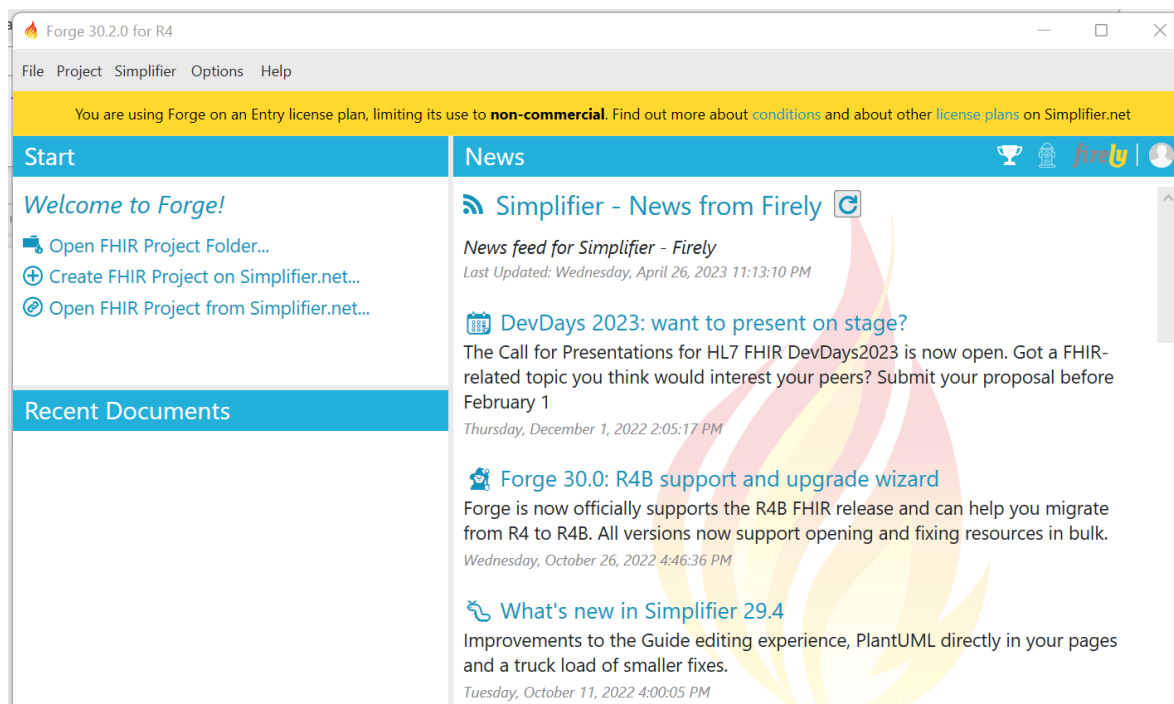 Forge 30.2.0 for R4
File Project Simplifier Options Help
You are using Forge on an Entry license plan, limiting its use to non-commercial. Find out more about conditions and about other license plans on Simplifier.net
Start
Welcome to Forge!
Open FHIR Project Folder...
Create FHIR Project on Simplifier.net...
Open FHIR Project from Simplifier.net...
Recent Documents
News
firely
Simplifier - News from Firely
News feed for Simplifier - Firely
Last Updated: Wednesday, April 26, 2023 11:13:10 PM
DevDays 2023: want to present on stage?
The Call for Presentations for HL7 FHIR DevDays2023 is now open. Got a FHIR-
related topic you think would interest your peers? Submit your proposal before
February 1
Thursday, December 1, 2022 2:05:17 PM
Forge 30.0: R4B support and upgrade wizard
Forge is now officially supports the R4B FHIR release and can help you migrate
from R4 to R4B. All versions now support opening and fixing resources in bulk.
Wednesday, October 26, 2022 4:46:36 PM
What's new in Simplifier 29.4
Improvements to the Guide editing experience, PlantUML directly in your pages
and a truck load of smaller fixes.
Tuesday, October 11, 2022 4:00:05 PM